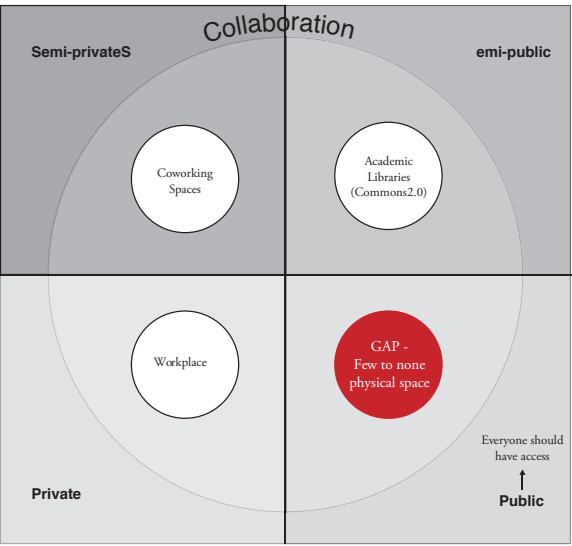 Collaboration
Semi-privateS
emi-public
Coworking
Spaces
Academic
Libraries
(Commons2.0)
Workplace
GAP -
Few to none
physical space
Everyone should
have access
Private
Public